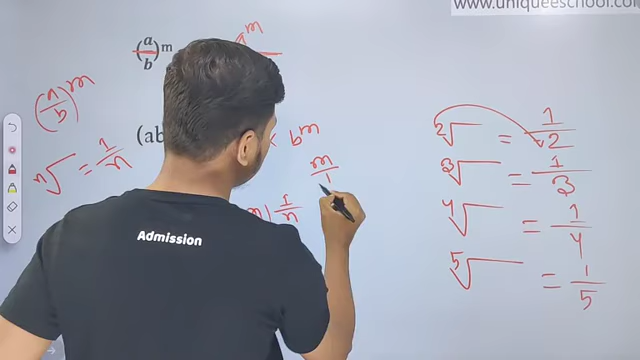 www.uniqueeschool.com
(a/b)^m
(a/b)^m
(ab
× b^m
ⁿ√ = 1/n
m/1
m) 1/n
²√ = 1/2
³√ = 1/3
⁴√ = 1/4
⁵√ = 1/5
Admission